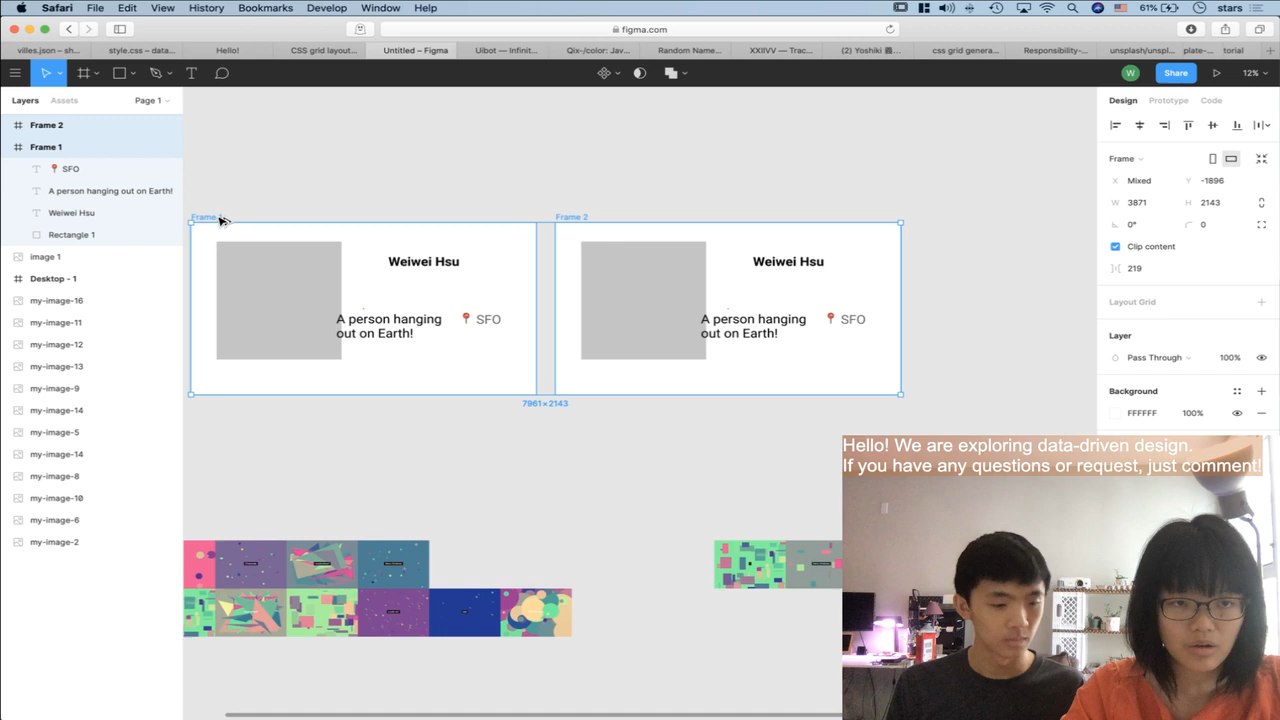 Safari File Edit View History Bookmarks Develop Window Help 61% stars
figma.com
villes.json – sh... style.css – data... Hello! CSS grid layout... Untitled – Figma Uibot — Infinit... Qix-/color: Jav... Random Name... XXIIVV — Trac... css grid genera... Responsibility-... unsplash/unspl... plate-... torial
W Share 12%
Layers Assets Page 1
Design Prototype Code
Frame 2
Frame 1
SFO
A person hanging out on Earth!
Weiwei Hsu
Rectangle 1
image 1
Desktop - 1
my-image-16
my-image-11
my-image-12
my-image-13
my-image-9
my-image-14
my-image-5
my-image-14
my-image-8
my-image-10
my-image-6
my-image-2
Frame
Frame 2
Weiwei Hsu
A person hanging
out on Earth!
📍 SFO
Weiwei Hsu
A person hanging
out on Earth!
📍 SFO
7961 × 2143
Frame
X Mixed Y -1896
W 3871 H 2143
0° 0
Clip content
219
Layout Grid
Layer
Pass Through 100%
Background
FFFFFF 100%
Hello! We are exploring data-driven design.
If you have any questions or request, just comment!